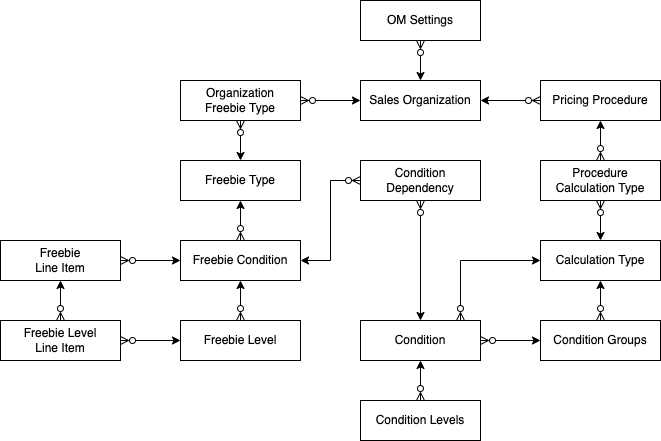 OM Settings
Organization
Freebie Type
Sales Organization
Pricing Procedure
Freebie Type
Condition
Dependency
Procedure
Calculation Type
Freebie
Line Item
Freebie Condition
Calculation Type
Freebie Level
Line Item
Freebie Level
Condition
Condition Groups
Condition Levels